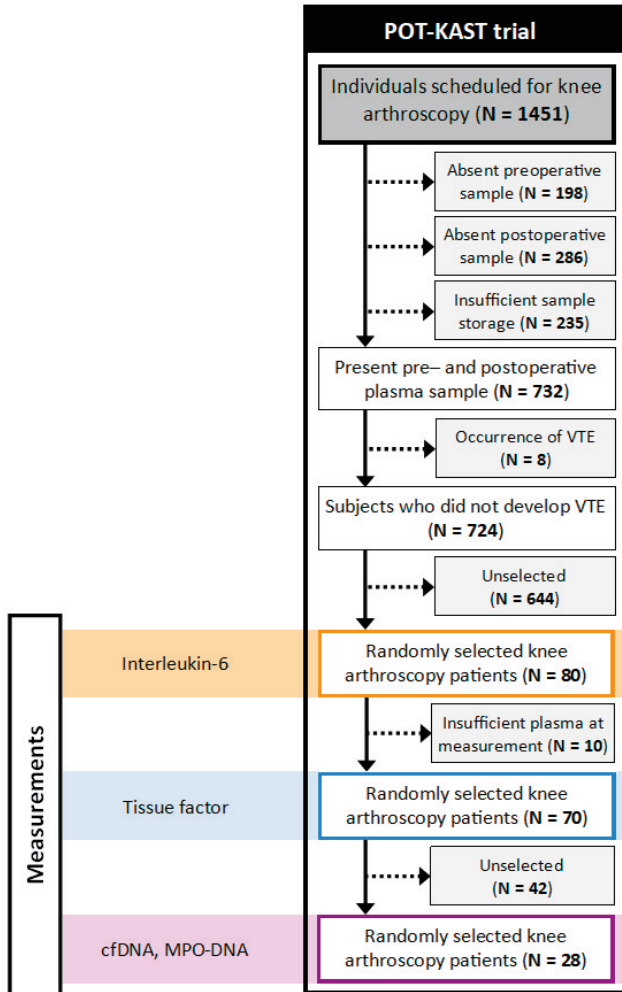 POT-KAST trial
Individuals scheduled for knee
arthroscopy (N = 1451)
Absent preoperative
sample (N = 198)
Absent postoperative
sample (N = 286)
Insufficient sample
storage (N = 235)
Present pre– and postoperative
plasma sample (N = 732)
Occurrence of VTE
(N = 8)
Subjects who did not develop VTE
(N = 724)
Unselected
(N = 644)
Measurements
Interleukin-6
Randomly selected knee
arthroscopy patients (N = 80)
Insufficient plasma at
measurement (N = 10)
Tissue factor
Randomly selected knee
arthroscopy patients (N = 70)
Unselected
(N = 42)
cfDNA, MPO-DNA
Randomly selected knee
arthroscopy patients (N = 28)